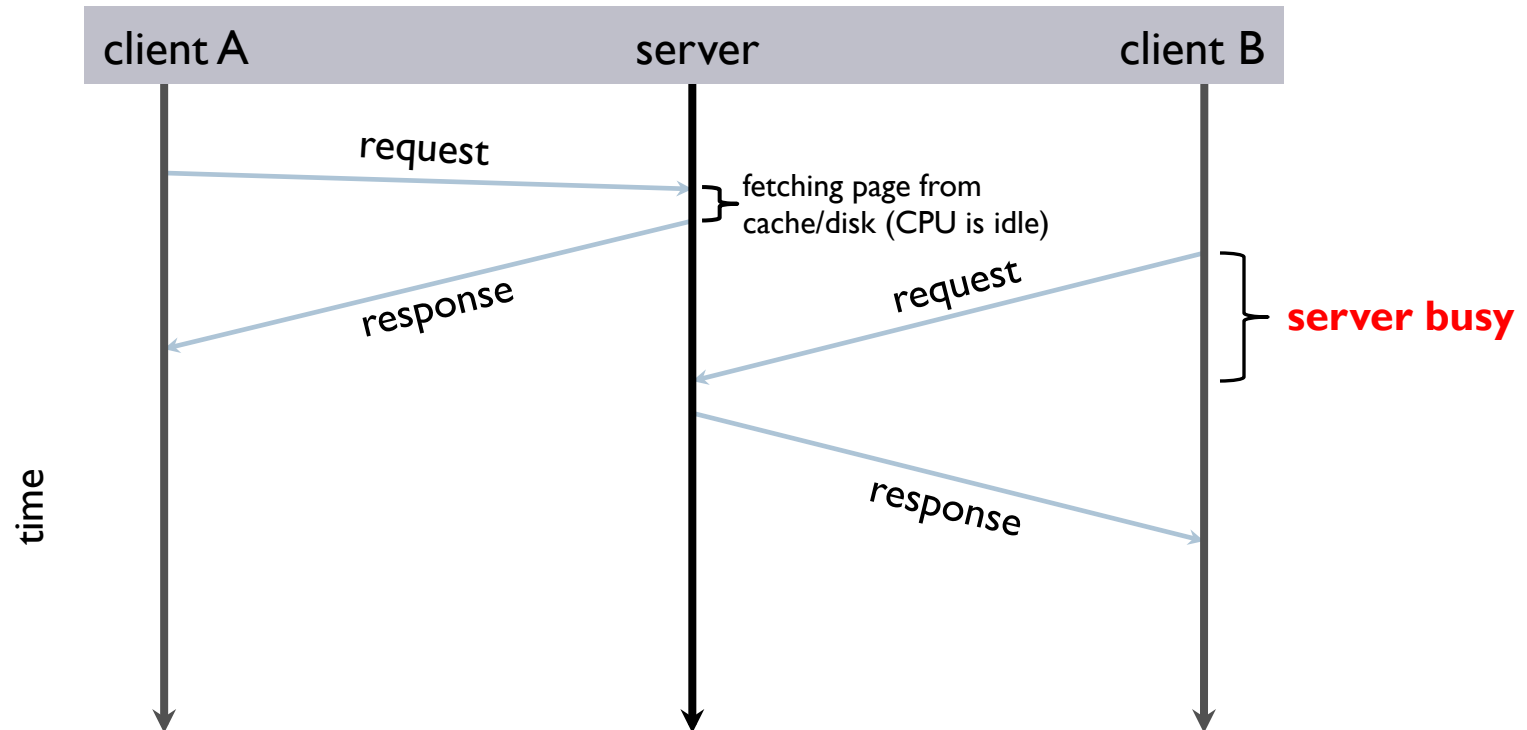 client A
server
client B
request
fetching page from
cache/disk (CPU is idle)
request
response
server busy
response
time